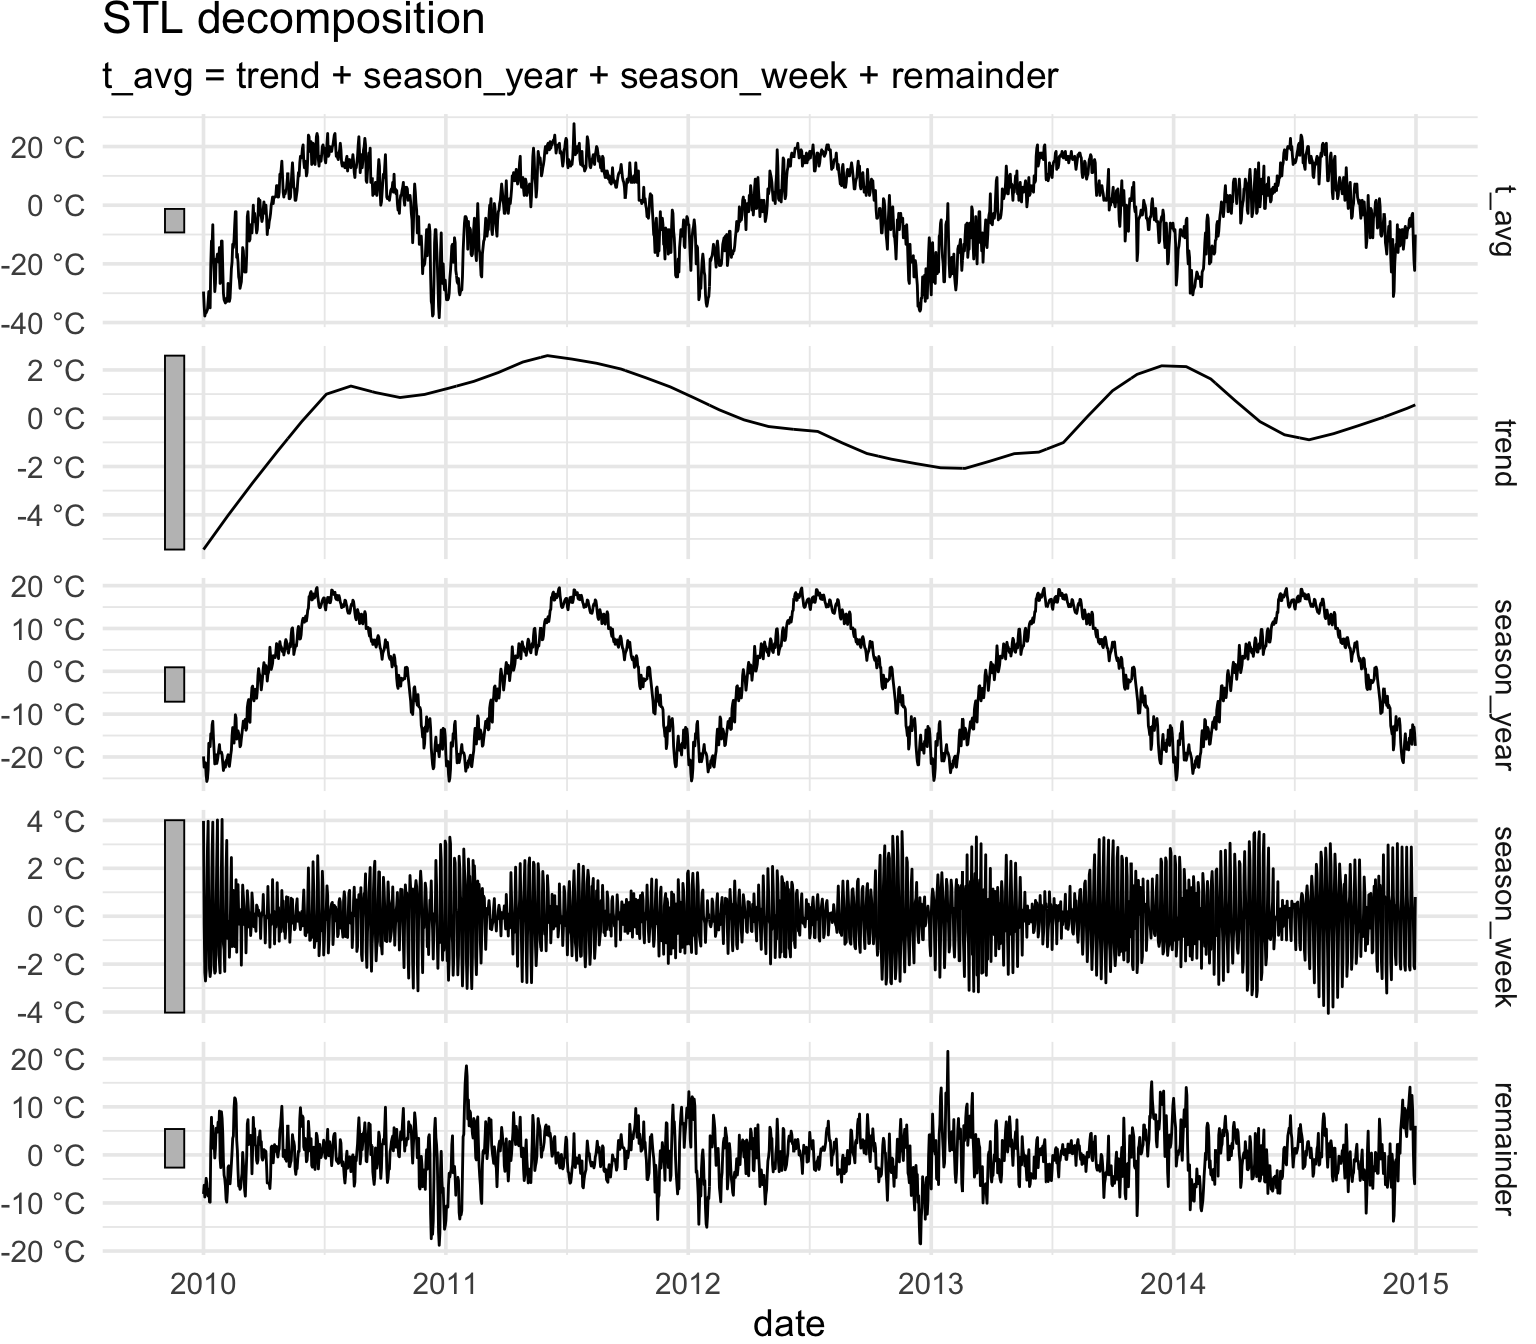 STL decomposition
t_avg = trend + season_year + season_week + remainder
20 °C
0 °C
-20 °C
-40 °C
t_avg
2 °C
0 °C
-2 °C
-4 °C
trend
20 °C
10 °C
0 °C
-10 °C
-20 °C
season_year
4 °C
2 °C
0 °C
-2 °C
-4 °C
season_week
20 °C
10 °C
0 °C
-10 °C
-20 °C
remainder
2010 2011 2012 2013 2014 2015
date